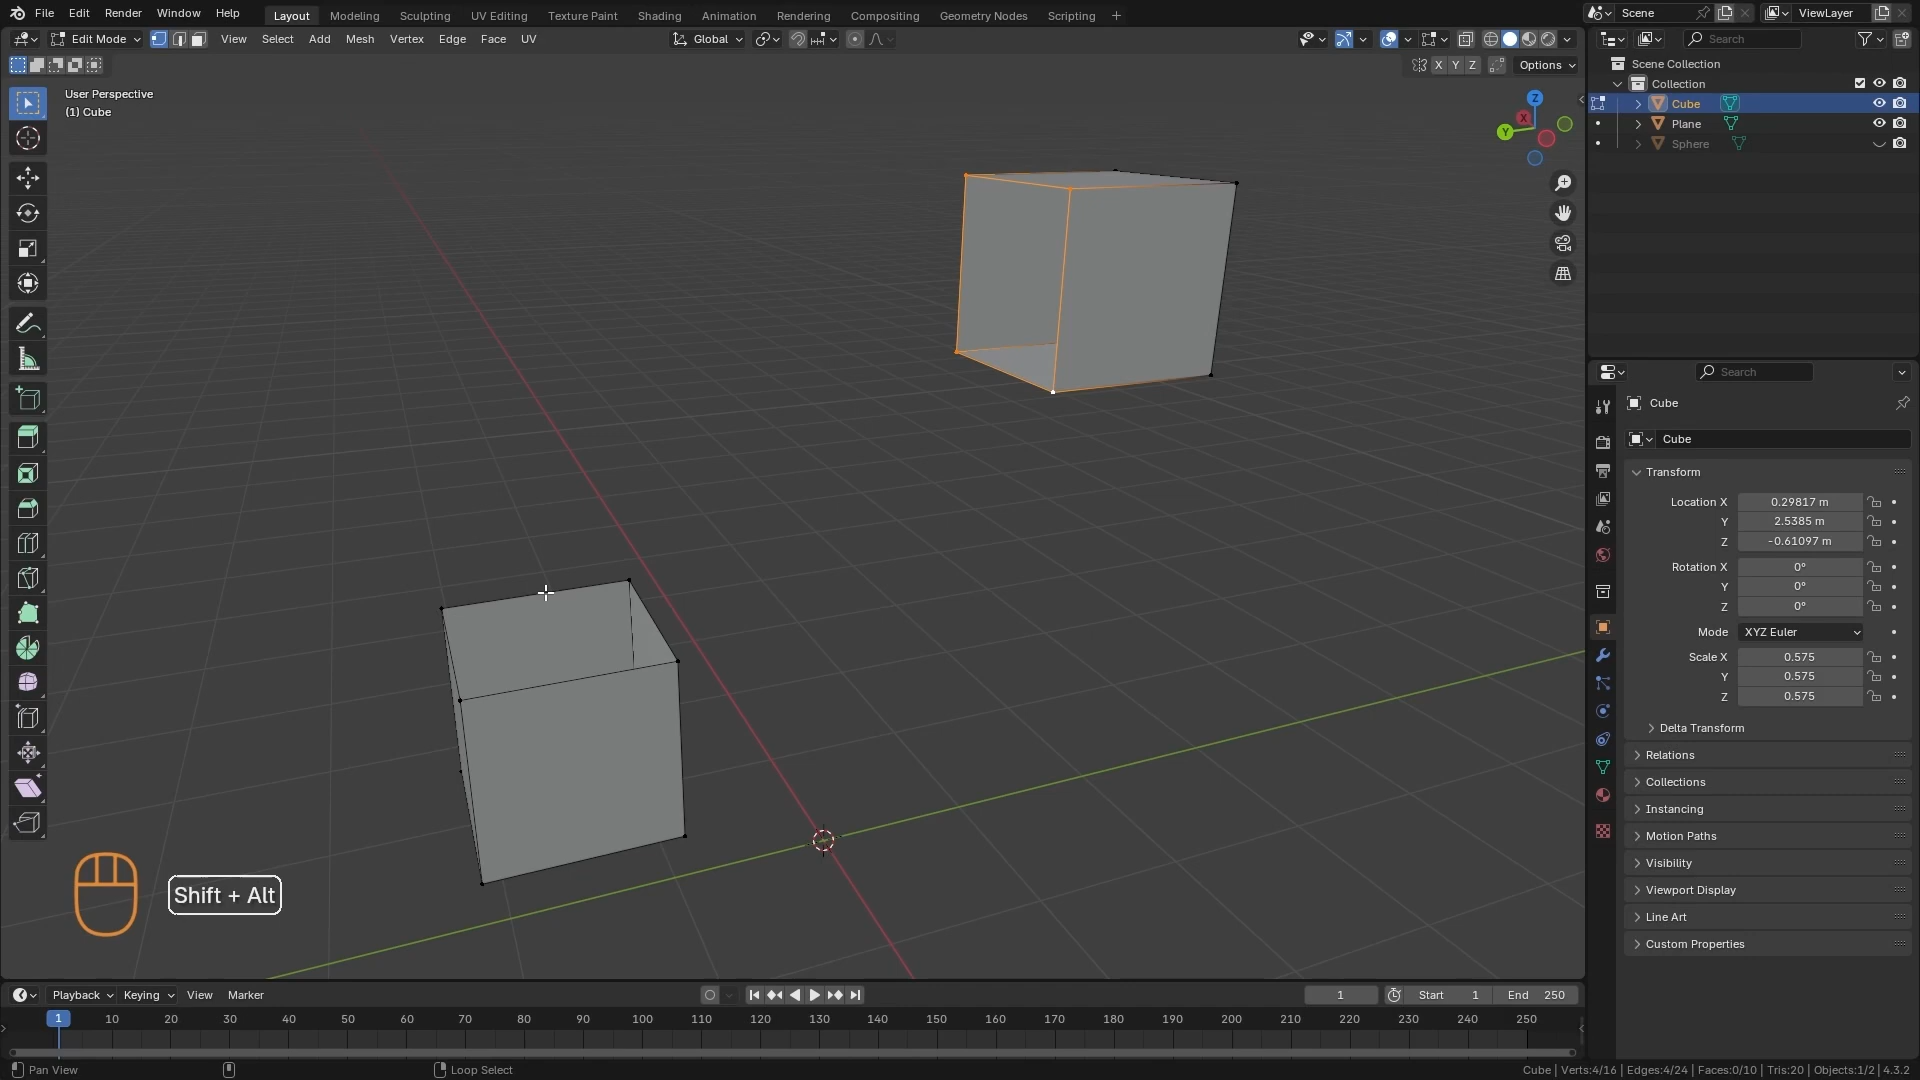 File Edit Render Window Help Layout Modeling Sculpting UV Editing Texture Paint Shading Animation Rendering Compositing Geometry Nodes Scripting + Scene ViewLayer
Edit Mode View Select Add Mesh Vertex Edge Face UV Global Search
X Y Z Options
Scene Collection
Collection
Cube
Plane
Sphere
User Perspective
(1) Cube
Z
X
Y
Search
Cube
Cube
Transform
Location X 0.29817 m
Y 2.5385 m
Z -0.61097 m
Rotation X 0°
Y 0°
Z 0°
Mode XYZ Euler
Scale X 0.575
Y 0.575
Z 0.575
Delta Transform
Relations
Collections
Instancing
Motion Paths
Visibility
Viewport Display
Line Art
Custom Properties
Shift + Alt
Playback Keying View Marker 1 Start 1 End 250
1 10 20 30 40 50 60 70 80 90 100 110 120 130 140 150 160 170 180 190 200 210 220 230 240 250
Pan View Loop Select Cube | Verts:4/16 | Edges:4/24 | Faces:0/10 | Tris:20 | Objects:1/2 | 4.3.2